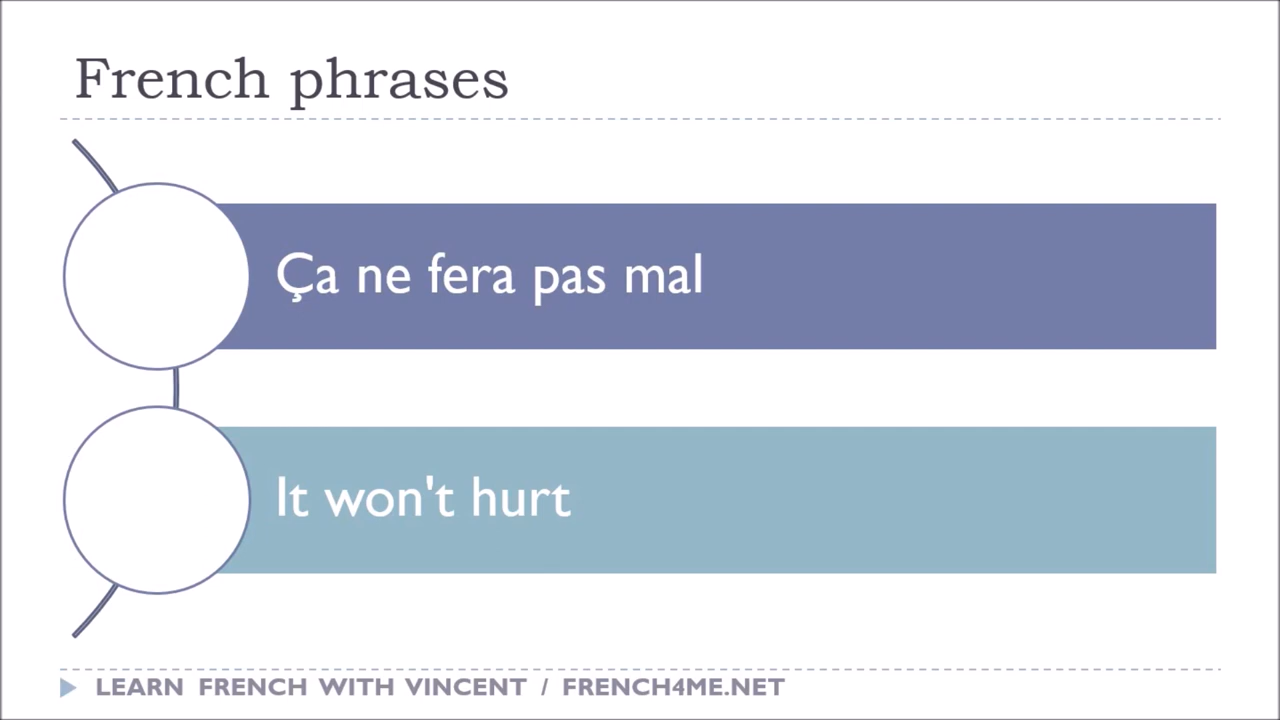 French phrases
Ça ne fera pas mal
It won't hurt
LEARN FRENCH WITH VINCENT / FRENCH4ME.NET